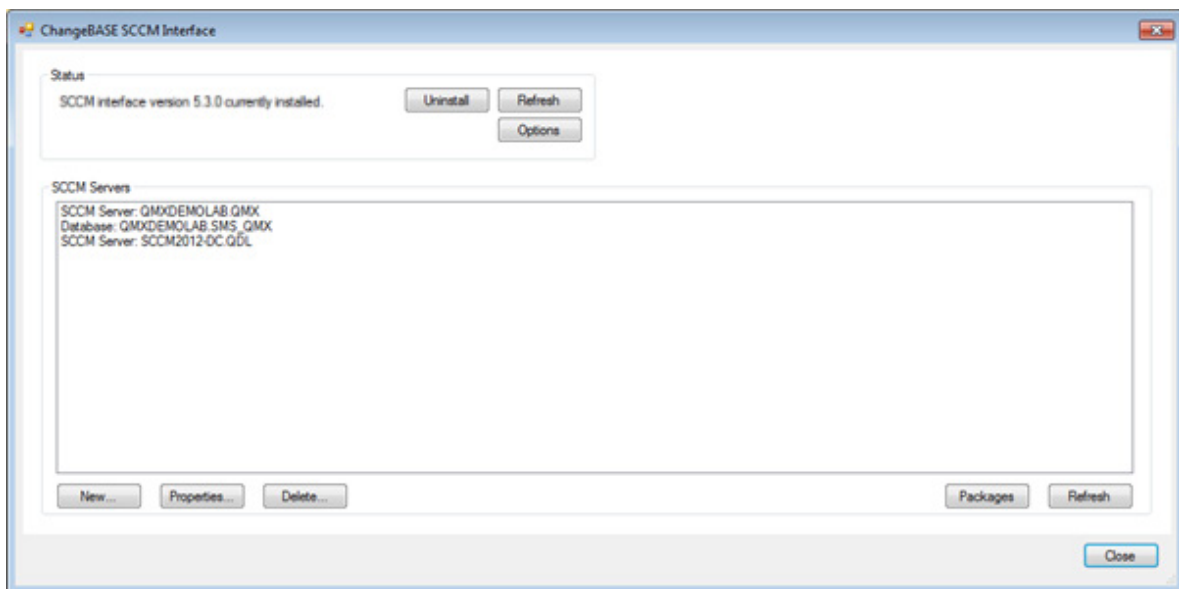 ChangeBASE SCCM Interface
Status
SCCM interface version 5.3.0 currently installed.
Uninstall
Refresh
Options
SCCM Servers
SCCM Server: QMXDEMOLAB.QMX
Database: QMXDEMOLAB.SMS_QMX
SCCM Server: SCCM2012-DC.QDL
New...
Properties...
Delete...
Packages
Refresh
Close